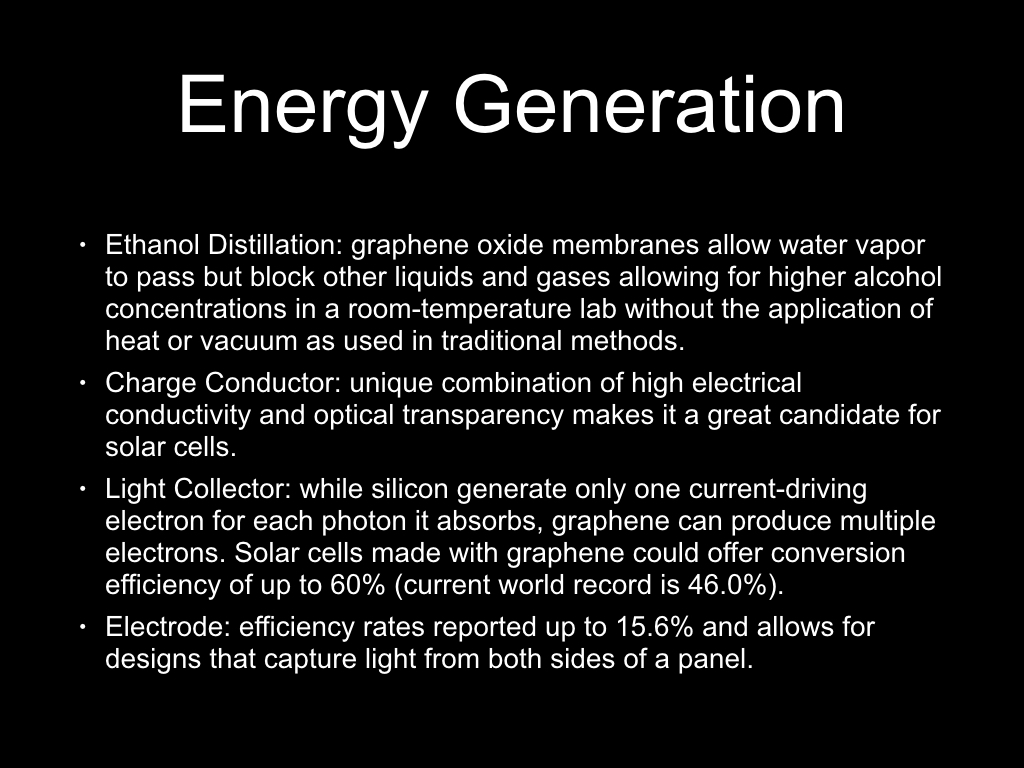 Energy Generation
• Ethanol Distillation: graphene oxide membranes allow water vapor
to pass but block other liquids and gases allowing for higher alcohol
concentrations in a room-temperature lab without the application of
heat or vacuum as used in traditional methods.
• Charge Conductor: unique combination of high electrical
conductivity and optical transparency makes it a great candidate for
solar cells.
• Light Collector: while silicon generate only one current-driving
electron for each photon it absorbs, graphene can produce multiple
electrons. Solar cells made with graphene could offer conversion
efficiency of up to 60% (current world record is 46.0%).
• Electrode: efficiency rates reported up to 15.6% and allows for
designs that capture light from both sides of a panel.